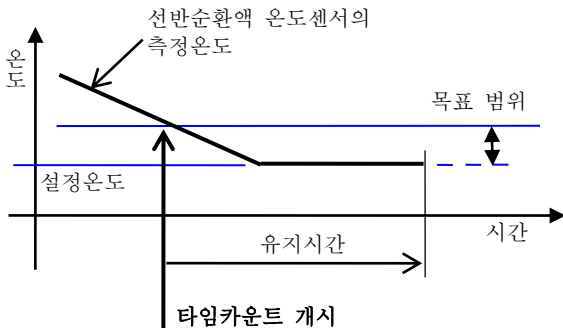 선반순환액 온도센서의
측정온도
온도
목표 범위
설정온도
시간
유지시간
타임카운트 개시